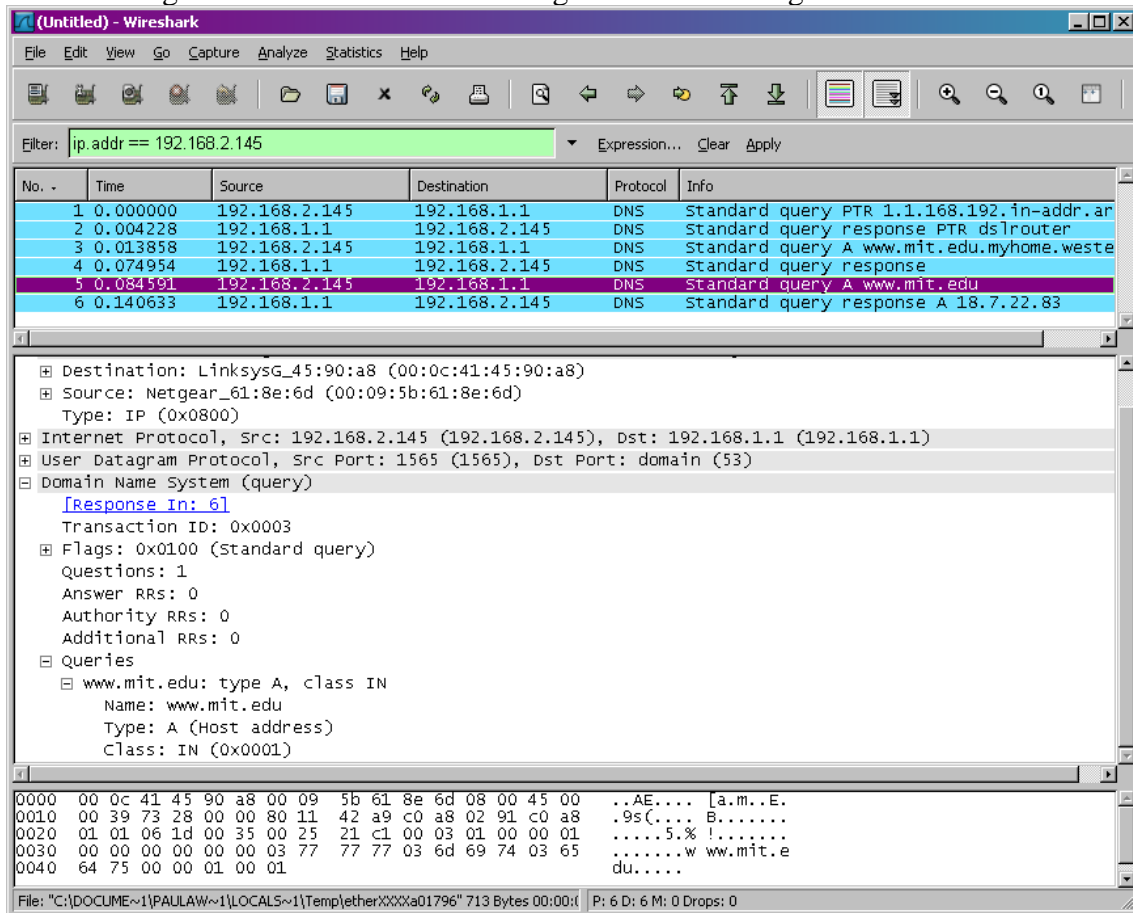 (Untitled) - Wireshark
File Edit View Go Capture Analyze Statistics Help
Filter: ip.addr == 192.168.2.145 Expression... Clear Apply
No. Time Source Destination Protocol Info
1 0.000000 192.168.2.145 192.168.1.1 DNS Standard query PTR 1.1.168.192.in-addr.ar
2 0.004228 192.168.1.1 192.168.2.145 DNS Standard query response PTR dslrouter
3 0.013858 192.168.2.145 192.168.1.1 DNS Standard query A www.mit.edu.myhome.weste
4 0.074954 192.168.1.1 192.168.2.145 DNS Standard query response
5 0.084591 192.168.2.145 192.168.1.1 DNS Standard query A www.mit.edu
6 0.140633 192.168.1.1 192.168.2.145 DNS Standard query response A 18.7.22.83
Destination: LinksysG_45:90:a8 (00:0c:41:45:90:a8)
Source: Netgear_61:8e:6d (00:09:5b:61:8e:6d)
Type: IP (0x0800)
Internet Protocol, Src: 192.168.2.145 (192.168.2.145), Dst: 192.168.1.1 (192.168.1.1)
User Datagram Protocol, Src Port: 1565 (1565), Dst Port: domain (53)
Domain Name System (query)
[Response In: 6]
Transaction ID: 0x0003
Flags: 0x0100 (Standard query)
Questions: 1
Answer RRs: 0
Authority RRs: 0
Additional RRs: 0
Queries
www.mit.edu: type A, class IN
Name: www.mit.edu
Type: A (Host address)
Class: IN (0x0001)
0000 00 0c 41 45 90 a8 00 09 5b 61 8e 6d 08 00 45 00 ..AE.... [a.m..E.
0010 00 39 73 28 00 00 80 11 42 a9 c0 a8 02 91 c0 a8 .9s(.... B.......
0020 01 01 06 1d 00 35 00 25 21 c1 00 03 01 00 00 01 .....5.% !.......
0030 00 00 00 00 00 00 03 77 77 77 03 6d 69 74 03 65 .......w ww.mit.e
0040 64 75 00 00 01 00 01 du.....
File: "C:\DOCUME~1\PAULAW~1\LOCALS~1\Temp\etherXXXXa01796" 713 Bytes 00:00:( P: 6 D: 6 M: 0 Drops: 0